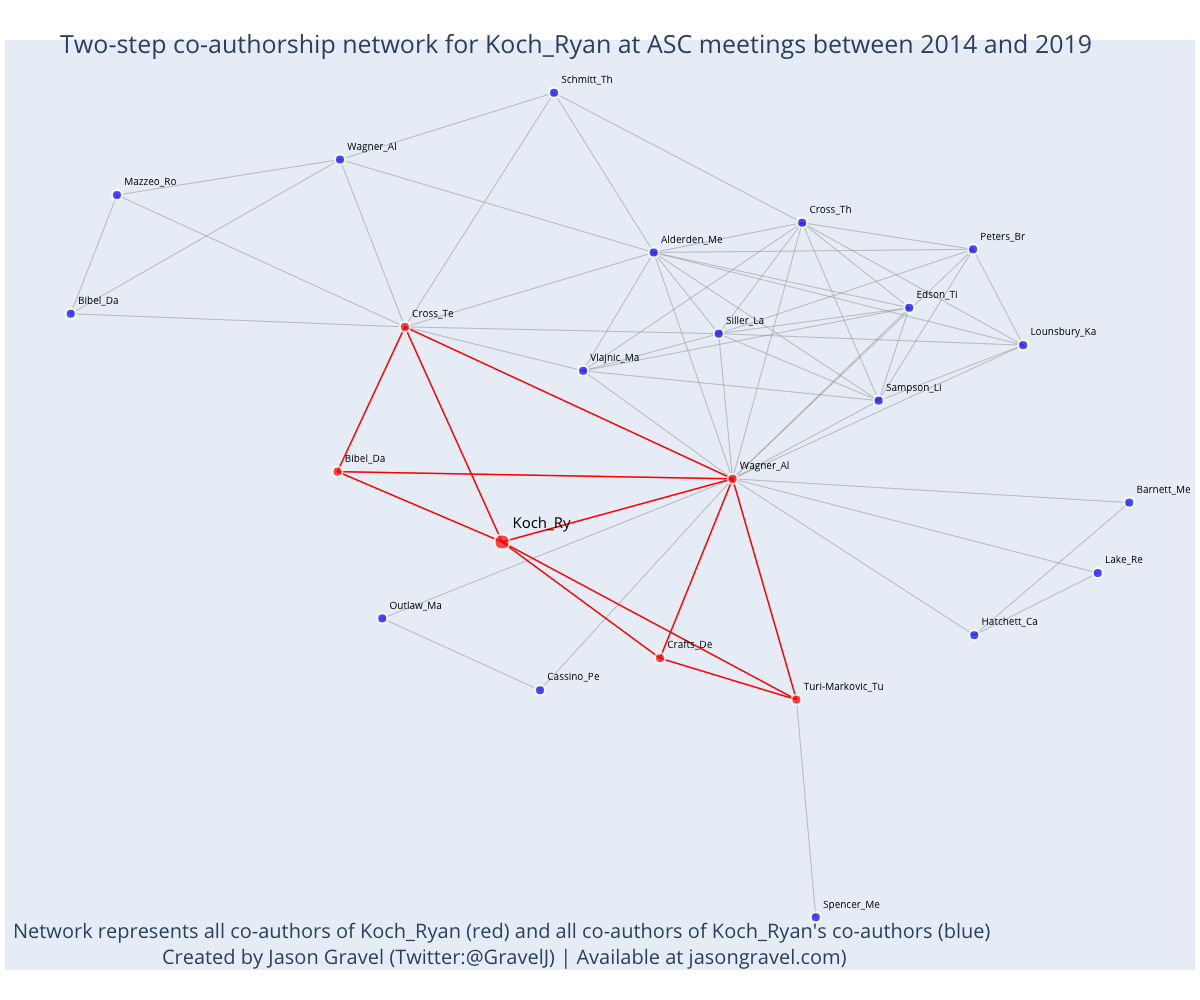 Two-step co-authorship network for Koch_Ryan at ASC meetings between 2014 and 2019
Schmitt_Th
Wagner_Al
Mazzeo_Ro
Cross_Th
Alderden_Me
Peters_Br
Bibel_Da
Edson_Ti
Cross_Te
Siller_La
Lounsbury_Ka
Vlajnic_Ma
Sampson_Li
Bibel_Da
Wagner_Al
Barnett_Me
Koch_Ry
Lake_Re
Outlaw_Ma
Hatchett_Ca
Crafts_De
Cassino_Pe
Turi-Markovic_Tu
Spencer_Me
Network represents all co-authors of Koch_Ryan (red) and all co-authors of Koch_Ryan's co-authors (blue)
Created by Jason Gravel (Twitter:@GravelJ) | Available at jasongravel.com)